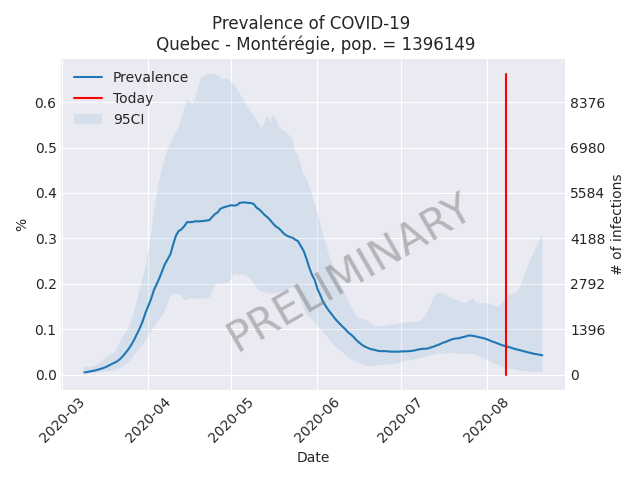 Prevalence of COVID-19
Quebec - Montérégie, pop. = 1396149
Prevalence
Today
95CI
0.6
0.5
0.4
0.3
0.2
0.1
0.0
%
8376
6980
5584
4188
2792
1396
0
# of infections
PRELIMINARY
2020-03
2020-04
2020-05
2020-06
2020-07
2020-08
Date